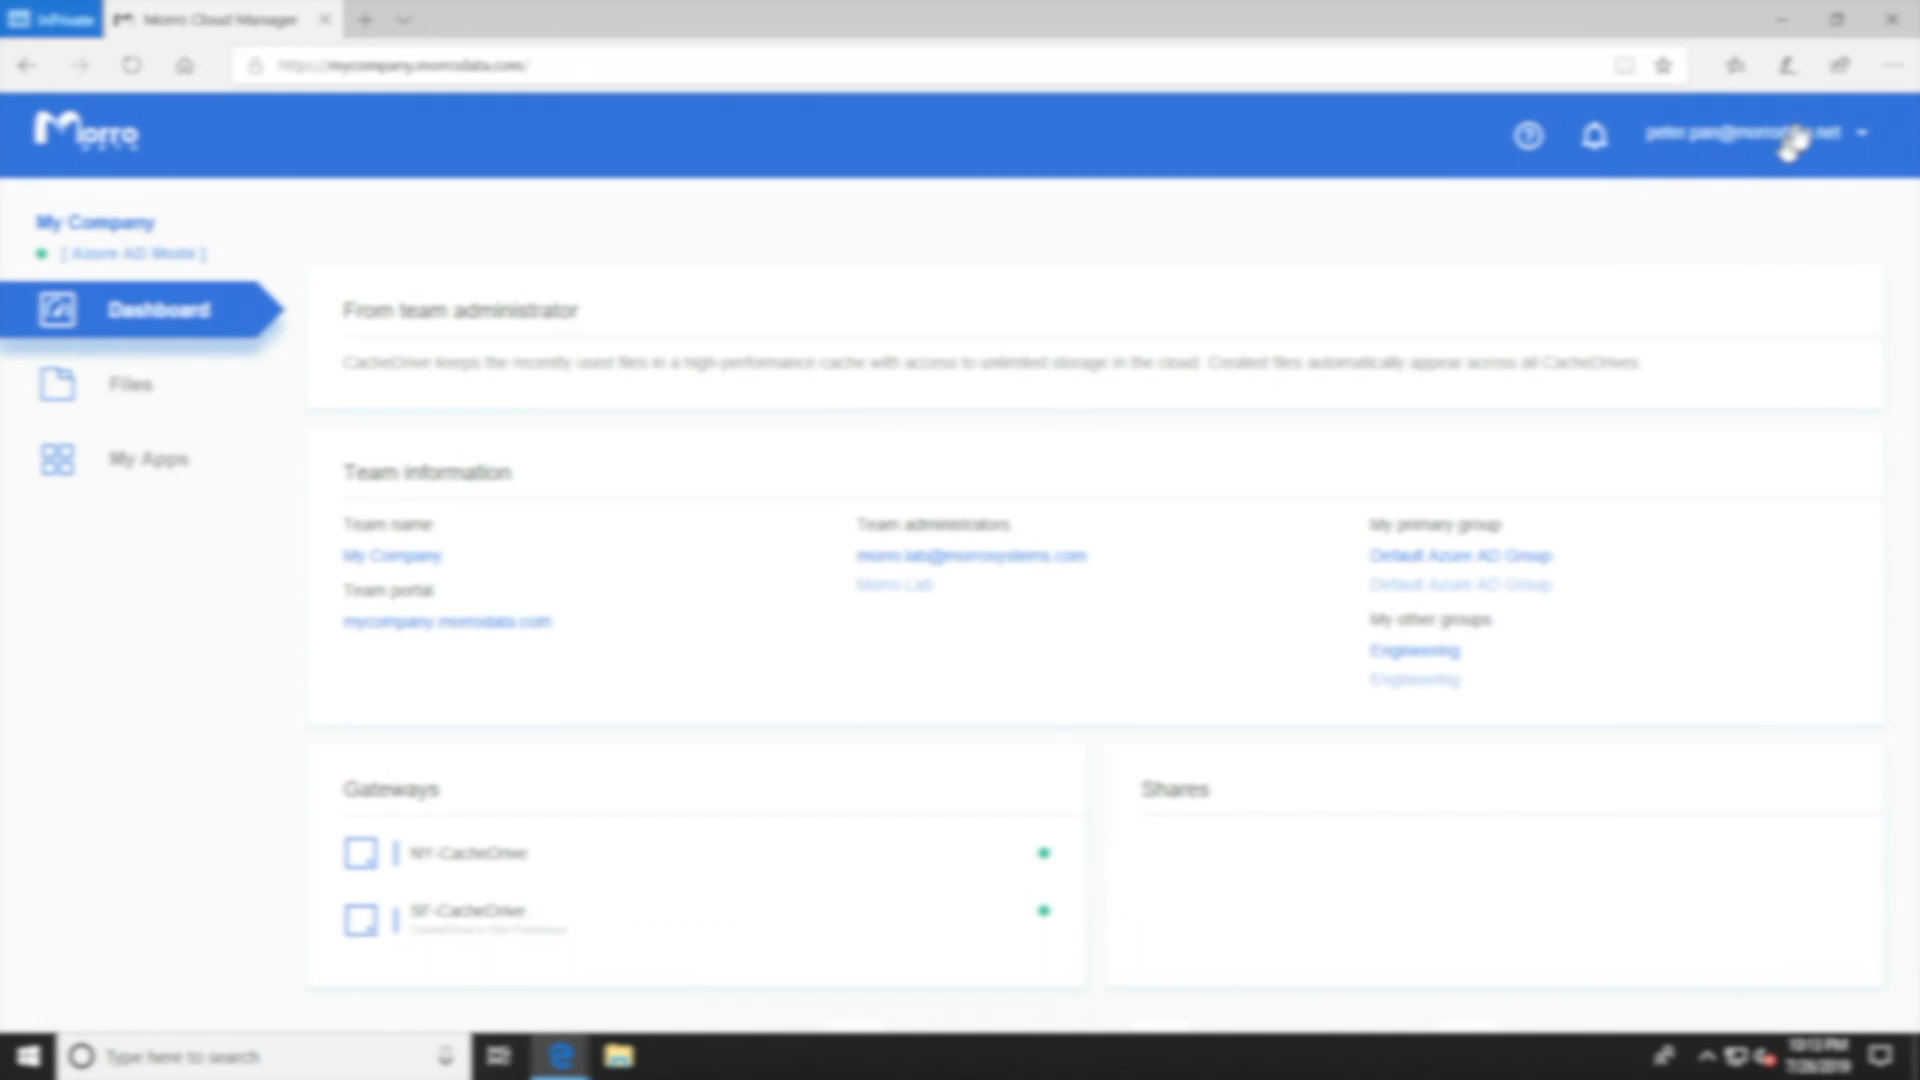 InPrivate
Morro Cloud Manager
https://mycompany.morrodata.com/
Morro
DATA
My Company
[ Azure AD Mode ]
Dashboard
Files
My Apps
From team administrator
CacheDrive keeps the recently used files in a high-performance cache with access to unlimited storage in the cloud. Created files automatically appear across all CacheDrives.
Team information
Team name
My Company
Team portal
mycompany.morrodata.com
Team administrators
morro.lab@morrosystems.com
Morro Lab
My primary group
Default Azure AD Group
Default Azure AD Group
My other groups
Engineering
Engineering
Gateways
NY-CacheDrive
SF-CacheDrive
Shares
Type here to search